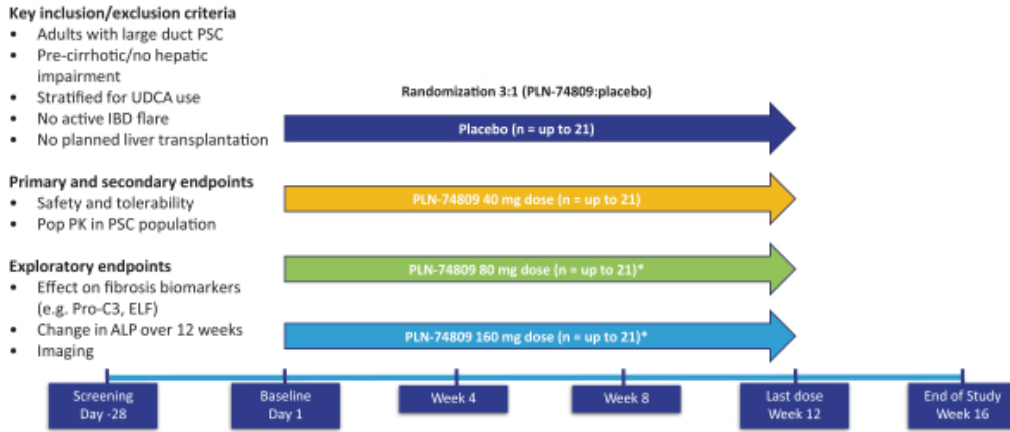 Key inclusion/exclusion criteria
• Adults with large duct PSC
• Pre-cirrhotic/no hepatic
impairment
• Stratified for UDCA use
• No active IBD flare
• No planned liver transplantation
Primary and secondary endpoints
• Safety and tolerability
• Pop PK in PSC population
Exploratory endpoints
• Effect on fibrosis biomarkers
(e.g. Pro-C3, ELF)
• Change in ALP over 12 weeks
• Imaging
Randomization 3:1 (PLN-74809:placebo)
Placebo (n = up to 21)
PLN-74809 40 mg dose (n = up to 21)
PLN-74809 80 mg dose (n = up to 21)*
PLN-74809 160 mg dose (n = up to 21)*
Screening
Day -28
Baseline
Day 1
Week 4
Week 8
Last dose
Week 12
End of Study
Week 16